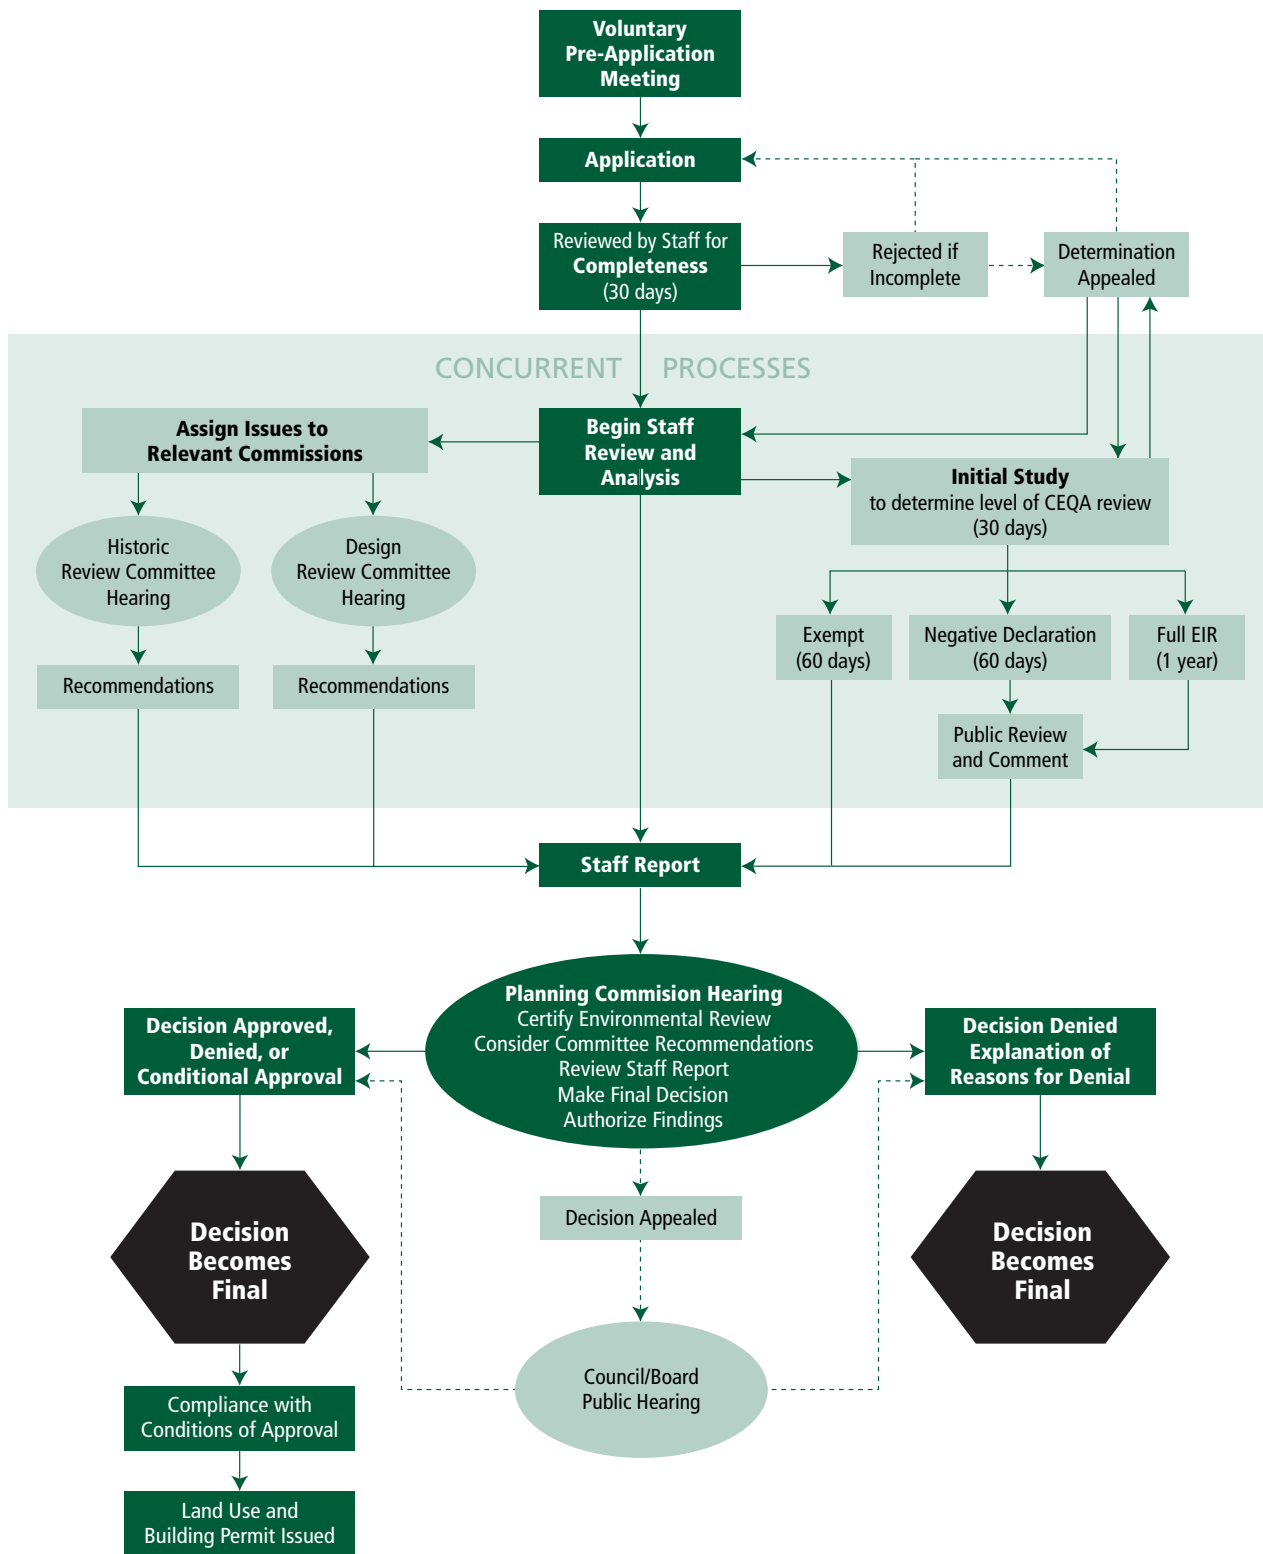 Voluntary
Pre-Application
Meeting
Application
Reviewed by Staff for
Completeness
(30 days)
Rejected if
Incomplete
Determination
Appealed
CONCURRENT PROCESSES
Assign Issues to
Relevant Commissions
Begin Staff
Review and
Analysis
Initial Study
to determine level of CEQA review
(30 days)
Historic
Review Committee
Hearing
Design
Review Committee
Hearing
Exempt
(60 days)
Negative Declaration
(60 days)
Full EIR
(1 year)
Recommendations
Recommendations
Public Review
and Comment
Staff Report
Planning Commision Hearing
Certify Environmental Review
Consider Committee Recommendations
Review Staff Report
Make Final Decision
Authorize Findings
Decision Approved,
Denied, or
Conditional Approval
Decision Denied
Explanation of
Reasons for Denial
Decision Appealed
Decision
Becomes
Final
Decision
Becomes
Final
Council/Board
Public Hearing
Compliance with
Conditions of Approval
Land Use and
Building Permit Issued